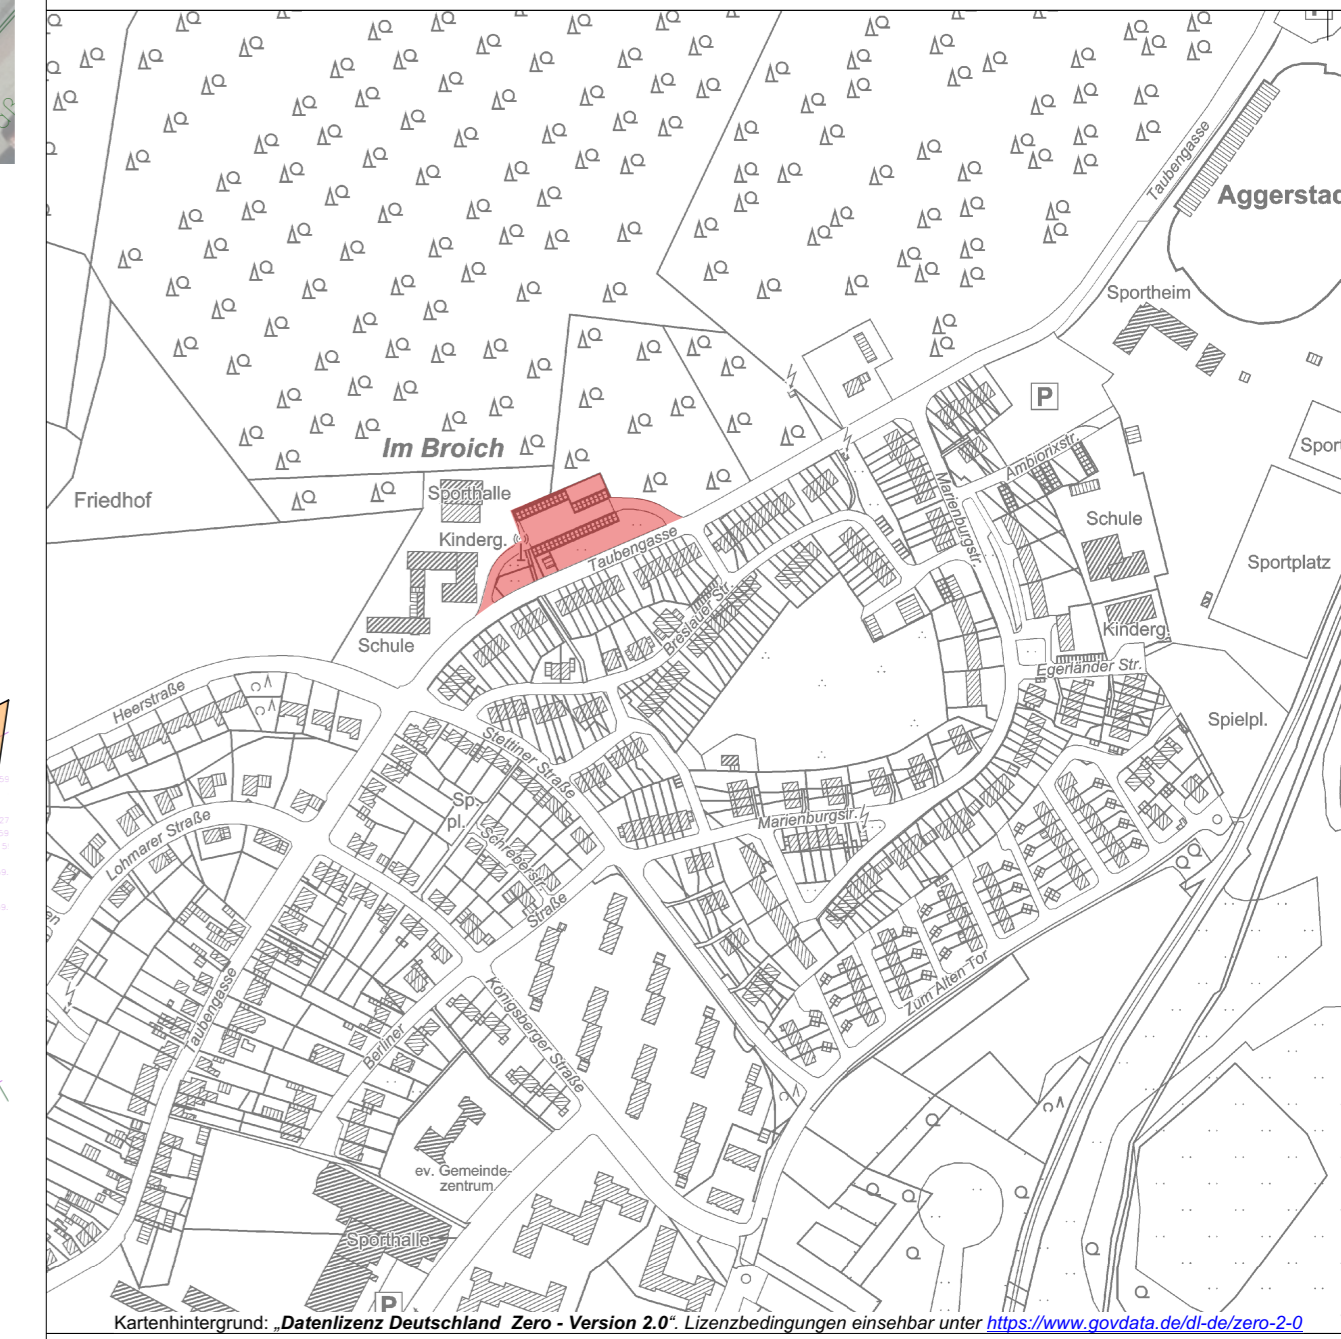 Taubengasse
Aggerstad
Sportheim
P
Im Broich
Ambiorixstr.
Sport
Friedhof
Sporthalle
Marienburgstr.
Schule
Kinderg.
Taubengasse
Sportplatz
Breslauer Str.
Schule
Kinderg.
Egerländer Str.
Heerstraße
Spielpl.
Stettiner Straße
Sp.
pl.
Marienburgstr.
Lohmarer Straße
Schreberstr.
Straße
Zum Alten Tor
Taubengasse
Königsberger Straße
Berliner
ev. Gemeinde-
zentrum
Sporthalle
P
Kartenhintergrund: „Datenlizenz Deutschland Zero - Version 2.0“. Lizenzbedingungen einsehbar unter https://www.govdata.de/dl-de/zero-2-0